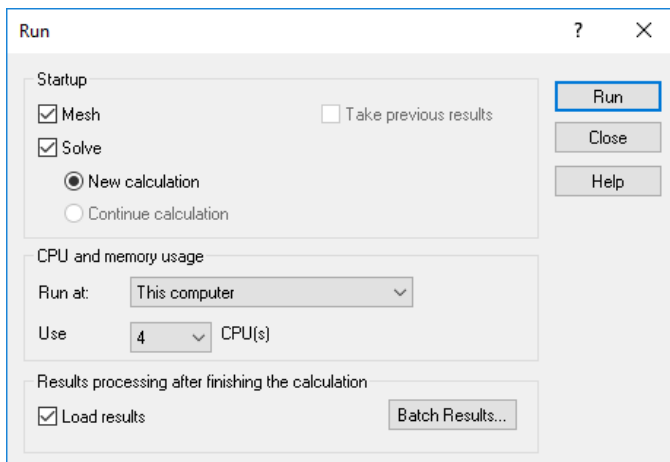 Run
?
Startup
Mesh
Take previous results
Run
Solve
Close
New calculation
Help
Continue calculation
CPU and memory usage
Run at: This computer
Use 4 CPU(s)
Results processing after finishing the calculation
Load results
Batch Results...